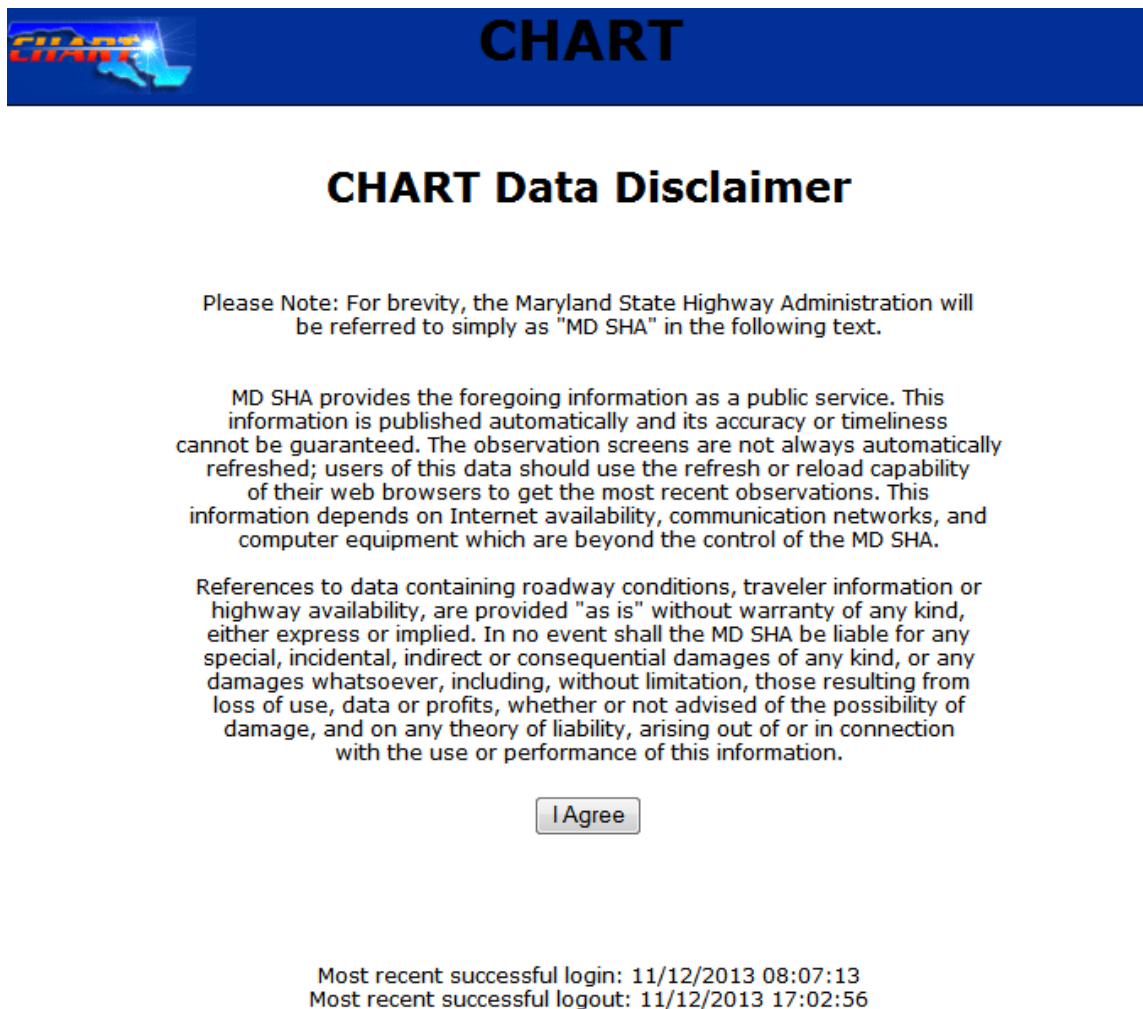 CHART
CHART
CHART Data Disclaimer
Please Note: For brevity, the Maryland State Highway Administration will
be referred to simply as "MD SHA" in the following text.
MD SHA provides the foregoing information as a public service. This
information is published automatically and its accuracy or timeliness
cannot be guaranteed. The observation screens are not always automatically
refreshed; users of this data should use the refresh or reload capability
of their web browsers to get the most recent observations. This
information depends on Internet availability, communication networks, and
computer equipment which are beyond the control of the MD SHA.
References to data containing roadway conditions, traveler information or
highway availability, are provided "as is" without warranty of any kind,
either express or implied. In no event shall the MD SHA be liable for any
special, incidental, indirect or consequential damages of any kind, or any
damages whatsoever, including, without limitation, those resulting from
loss of use, data or profits, whether or not advised of the possibility of
damage, and on any theory of liability, arising out of or in connection
with the use or performance of this information.
I Agree
Most recent successful login: 11/12/2013 08:07:13
Most recent successful logout: 11/12/2013 17:02:56